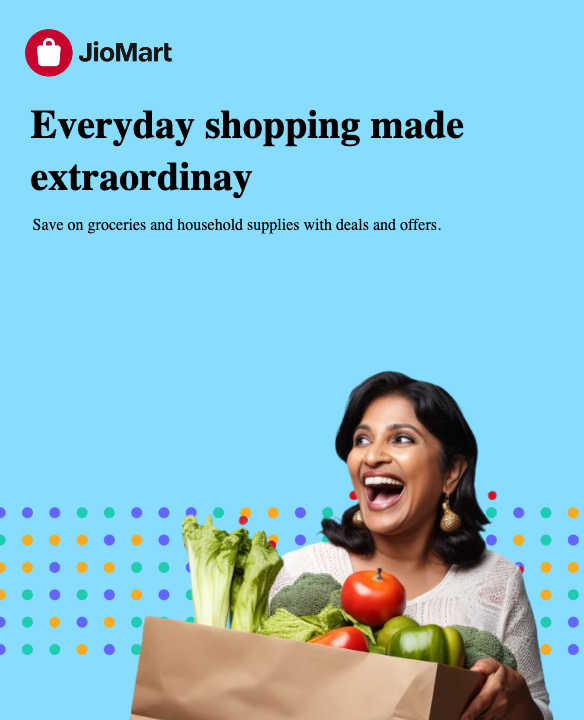 JioMart
Everyday shopping made
extraordinay
Save on groceries and household supplies with deals and offers.